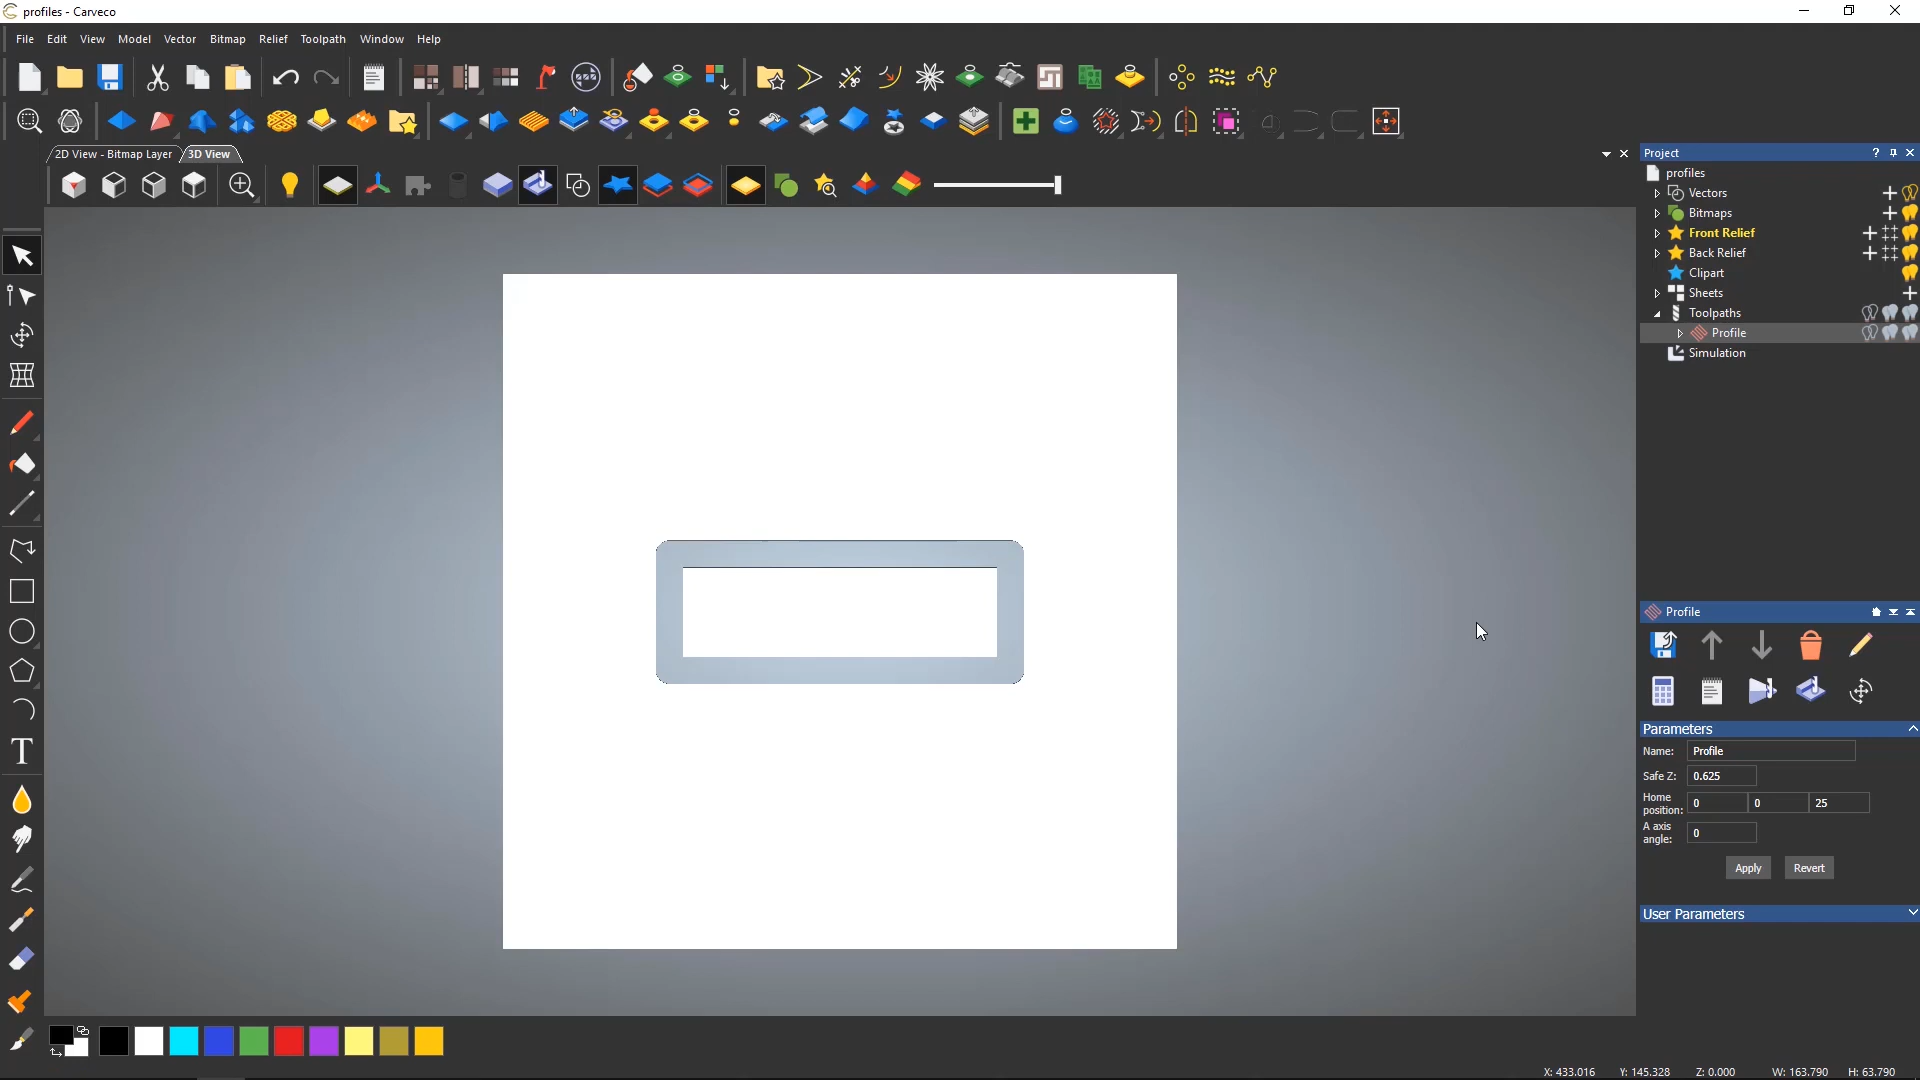 profiles - Carveco
File Edit View Model Vector Bitmap Relief Toolpath Window Help
2D View - Bitmap Layer 3D View
Project ?
profiles
Vectors
Bitmaps
Front Relief
Back Relief
Clipart
Sheets
Toolpaths
Profile
Simulation
Profile
Parameters
Name: Profile
Safe Z: 0.625
Home position: 0 0 25
A axis angle: 0
Apply Revert
User Parameters
T
X: 433.016 Y: 145.328 Z: 0.000 W: 163.790 H: 63.790